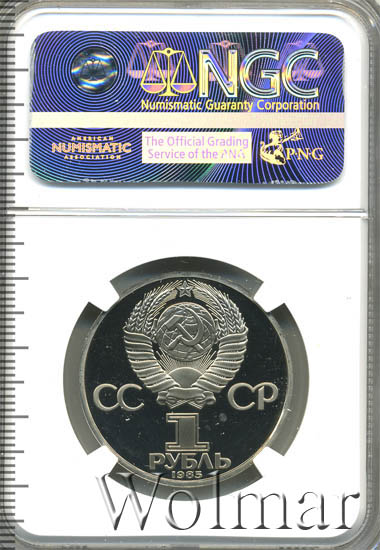 NGC
Numismatic Guaranty Corporation
AMERICAN
NUMISMATIC
ASSOCIATION
The Official Grading
Service of the PNG
PNG
СС СР
1
РУБЛЬ
1985
Wolmar